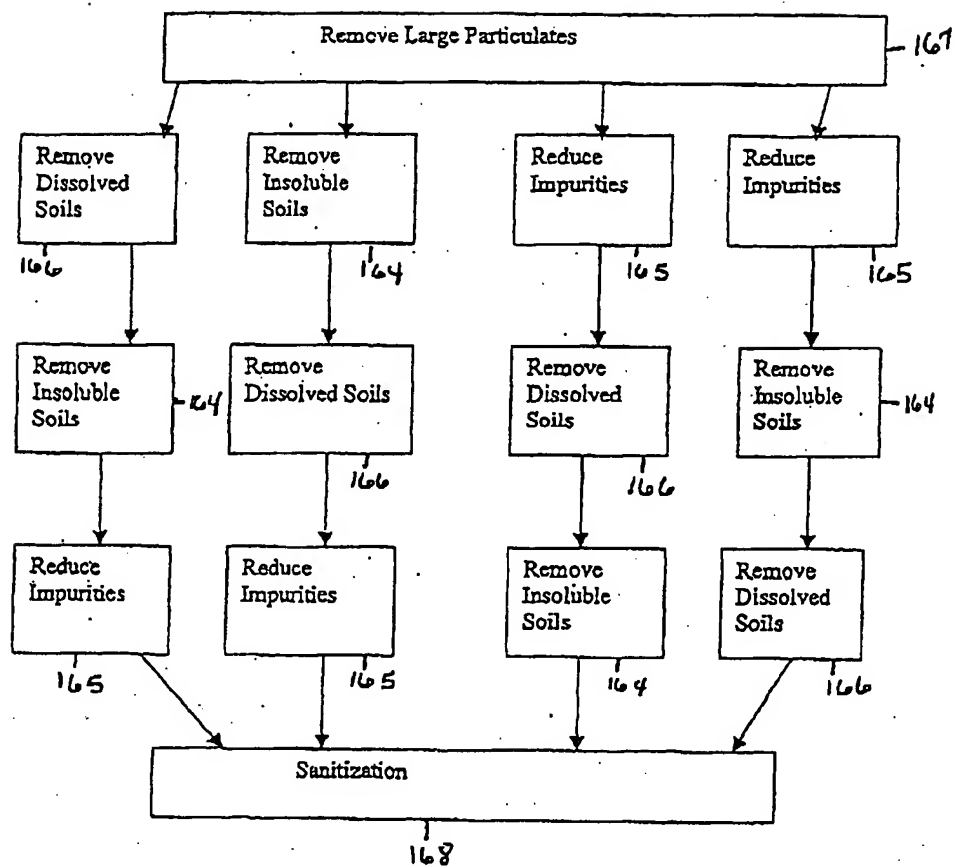 Remove Large Particulates
167
Remove
Dissolved
Soils
166
Remove
Insoluble
Soils
164
Reduce
Impurities
165
Reduce
Impurities
165
Remove
Insoluble
Soils
164
Remove
Dissolved Soils
166
Remove
Dissolved
Soils
166
Remove
Insoluble
Soils
164
Reduce
Impurities
165
Reduce
Impurities
165
Remove
Insoluble
Soils
164
Remove
Dissolved
Soils
166
Sanitization
168